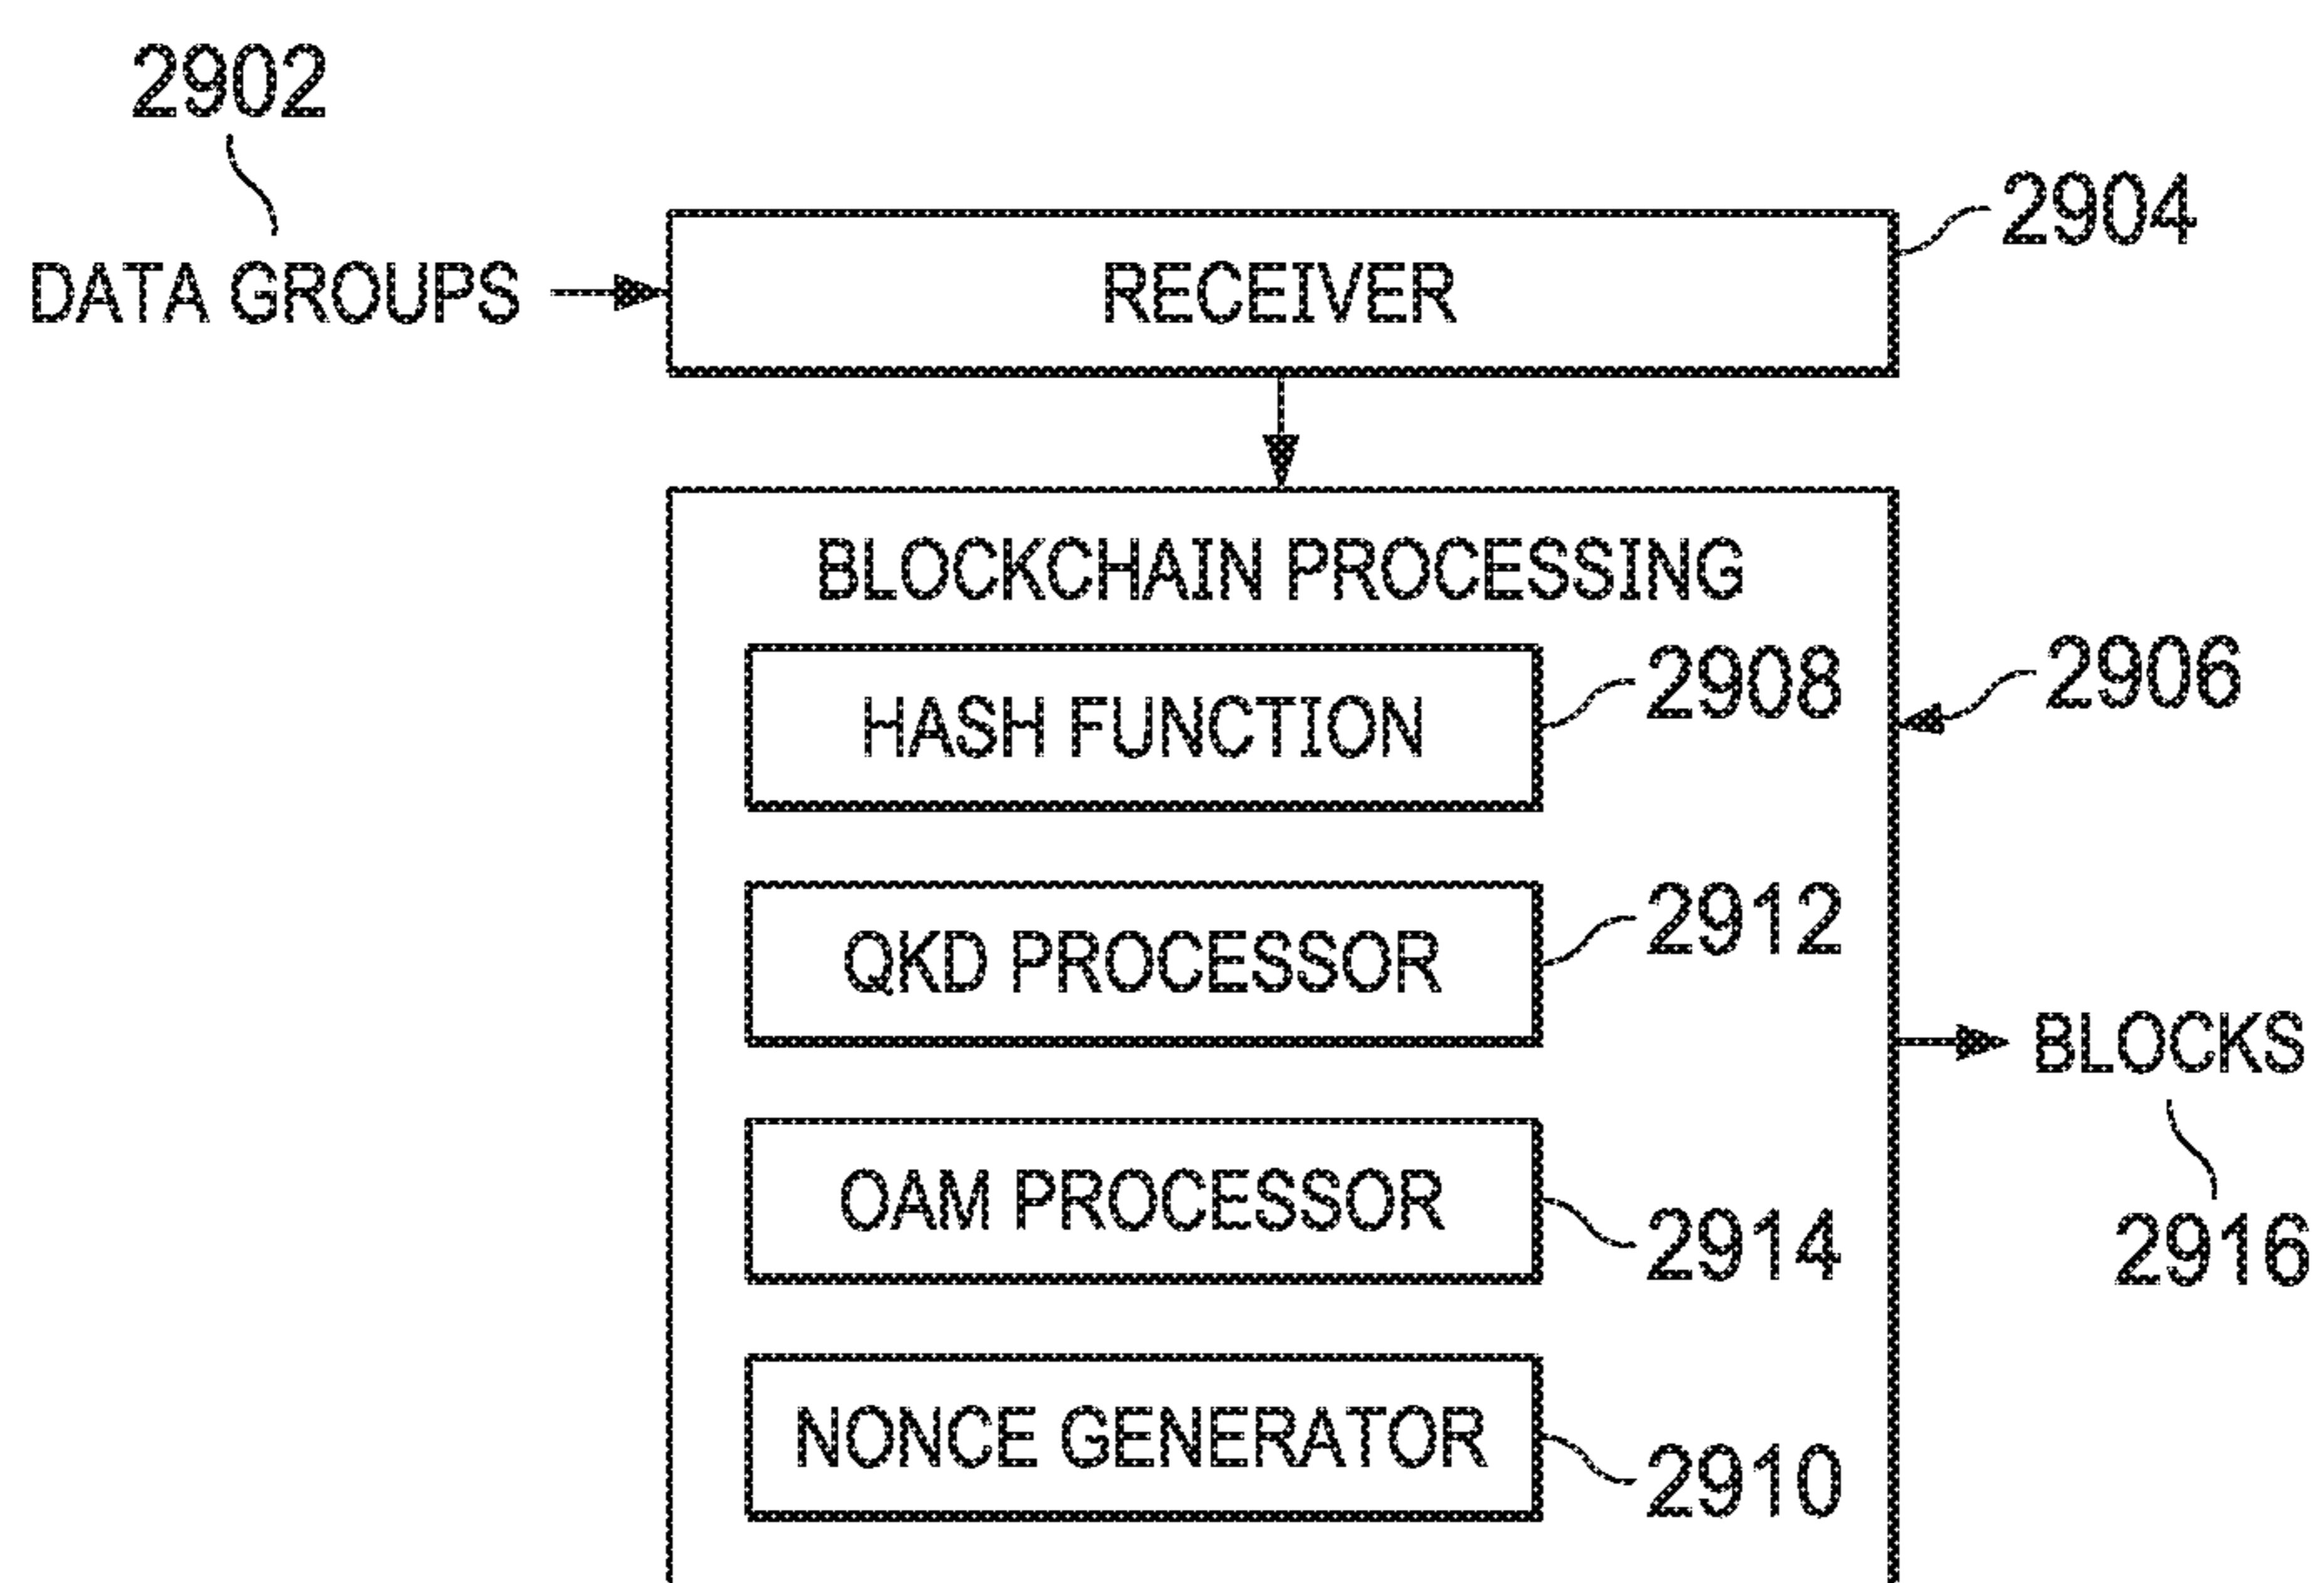 2902
DATA GROUPS
RECEIVER
2904
BLOCKCHAIN PROCESSING
HASH FUNCTION
2908
2906
QKD PROCESSOR
2912
BLOCKS
OAM PROCESSOR
2914
2916
NONCE GENERATOR
2910